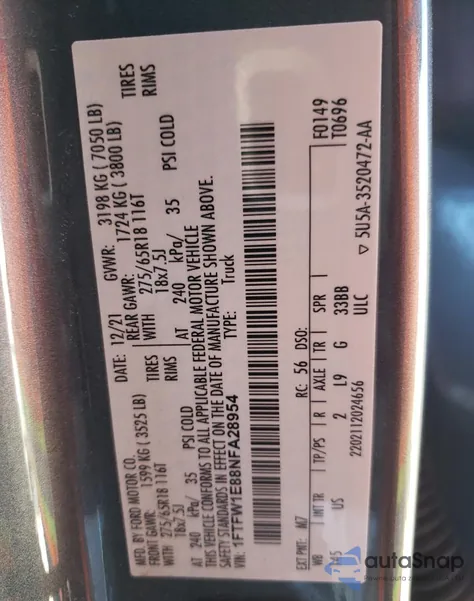 MFD. BY FORD MOTOR CO.
DATE: 12/21 GVWR: 3198 KG (7050 LB)
FRONT GAWR: 1599 KG (3525 LB) REAR GAWR: 1724 KG (3800 LB)
WITH 275/65R18 116T TIRES WITH 275/65R18 116T TIRES
18x7.5J RIMS 18x7.5J RIMS
AT 240 kPa/ 35 PSI COLD AT 240 kPa/ 35 PSI COLD
THIS VEHICLE CONFORMS TO ALL APPLICABLE FEDERAL MOTOR VEHICLE
SAFETY STANDARDS IN EFFECT ON THE DATE OF MANUFACTURE SHOWN ABOVE.
VIN: 1FTFW1E88NFA28954 TYPE: Truck
F0149
T0696
EXT PNT: M7 RC: 56 DSO:
WB INT TR TP/PS R AXLE TR SPR
145 US 2 L9 G 33BB
2202112024656 ULC
▽ 5U5A-3520472-AA
autoSnap